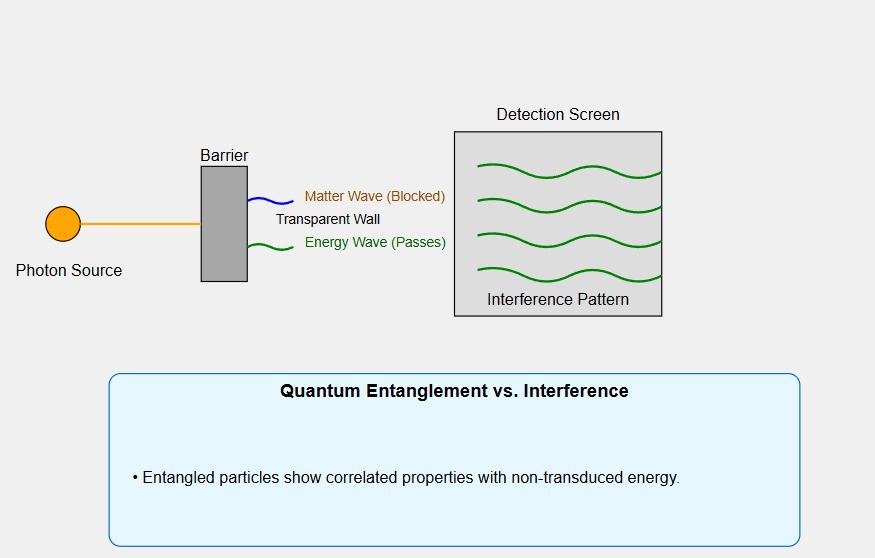 Detection Screen
Barrier
Matter Wave (Blocked)
Transparent Wall
Energy Wave (Passes)
Photon Source
Interference Pattern
Quantum Entanglement vs. Interference
• Entangled particles show correlated properties with non-transduced energy.